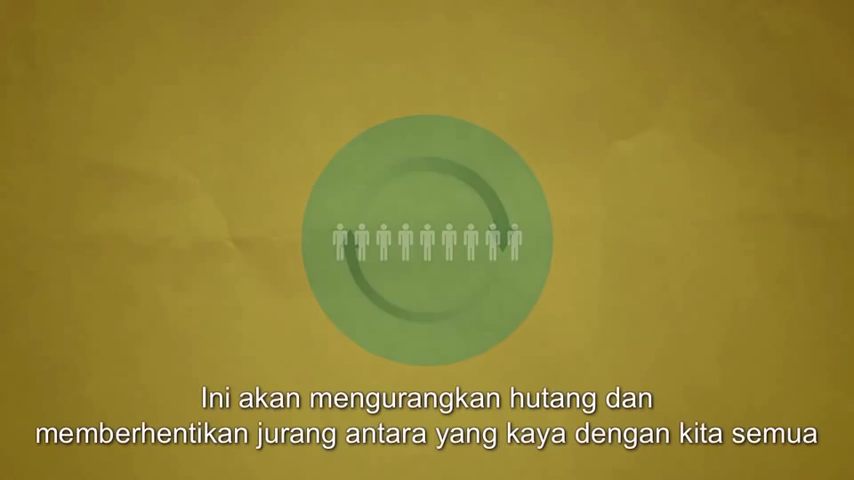 Ini akan mengurangkan hutang dan
memberhentikan jurang antara yang kaya dengan kita semua